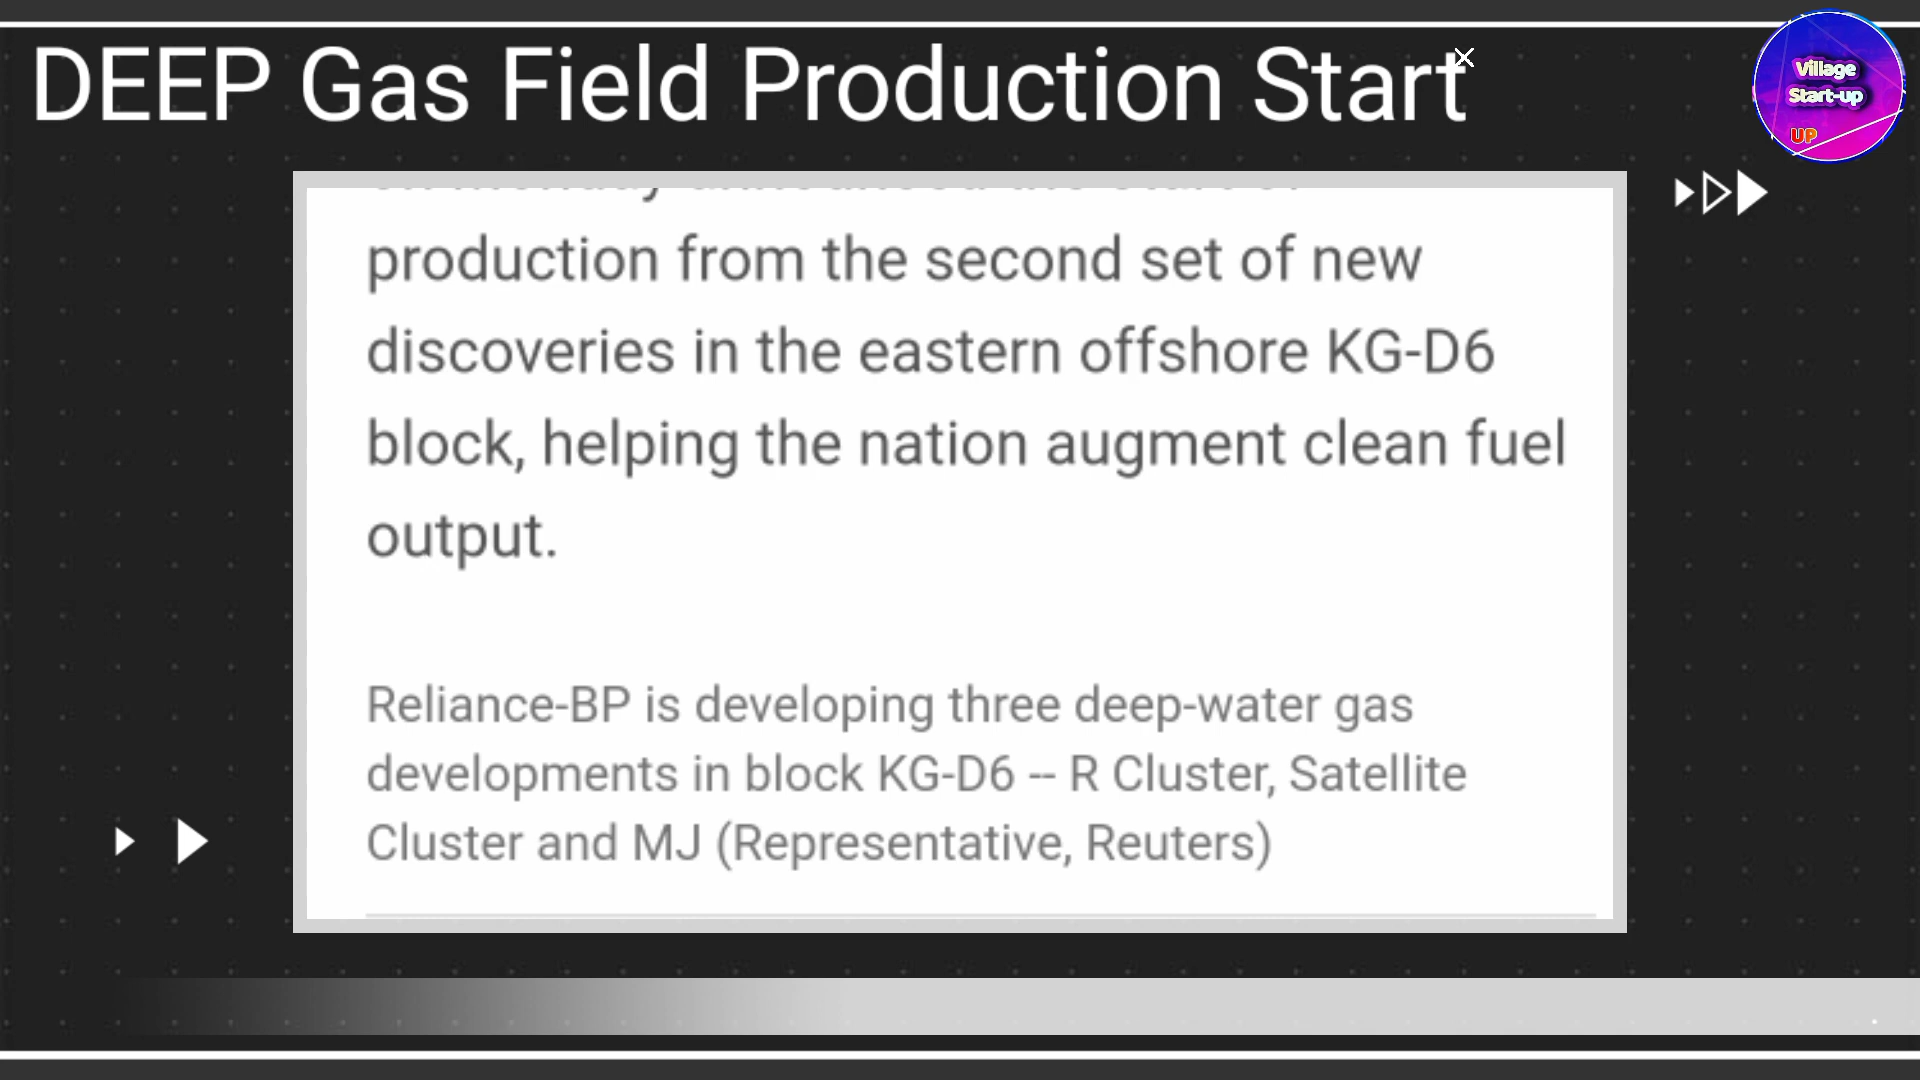 DEEP Gas Field Production Start
Village
Start-up
UP
production from the second set of new
discoveries in the eastern offshore KG-D6
block, helping the nation augment clean fuel
output.
Reliance-BP is developing three deep-water gas
developments in block KG-D6 -- R Cluster, Satellite
Cluster and MJ (Representative, Reuters)